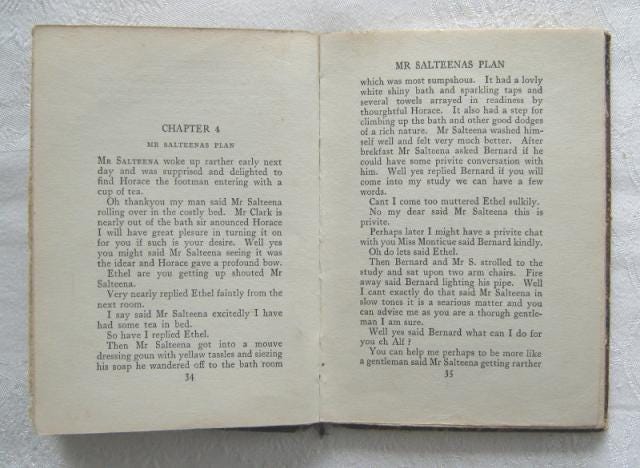 CHAPTER 4
MR SALTEENAS PLAN
MR SALTEENA woke up rarther early next
day and was supprised and delighted to
find Horace the footman entering with a
cup of tea.
Oh thankyou my man said Mr Salteena
rolling over in the costly bed. Mr Clark is
nearly out of the bath sir anounced Horace
I will have great plesure in turning it on
for you if such is your desire. Well yes
you might said Mr Salteena seeing it was
the idear and Horace gave a profound bow.
Ethel are you getting up shouted Mr
Salteena.
Very nearly replied Ethel faintly from the
next room.
I say said Mr Salteena excitedly I have
had some tea in bed.
So have I replied Ethel.
Then Mr Salteena got into a mouve
dressing goun with yellaw tassles and siezing
his soap he wandered off to the bath room
34
MR SALTEENAS PLAN
which was most sumpshous. It had a lovly
white shiny bath and sparkling taps and
several towels arrayed in readiness by
thourghtful Horace. It also had a step for
climbing up the bath and other good dodges
of a rich nature. Mr Salteena washed him-
self well and felt very much better. After
brekfast Mr Salteena asked Bernard if he
could have some privite conversation with
him. Well yes replied Bernard if you will
come into my study we can have a few
words.
Cant I come too muttered Ethel sulkily.
No my dear said Mr Salteena this is
privite.
Perhaps later I might have a privite chat
with you Miss Monticue said Bernard kindly.
Oh do lets said Ethel.
Then Bernard and Mr S. strolled to the
study and sat upon two arm chairs. Fire
away said Bernard lighting his pipe. Well
I cant exactly do that said Mr Salteena in
slow tones it is a searious matter and you
can advise me as you are a thorugh gentle-
man I am sure.
Well yes said Bernard what can I do for
you eh Alf?
You can help me perhaps to be more like
a gentleman said Mr Salteena getting rarther
35